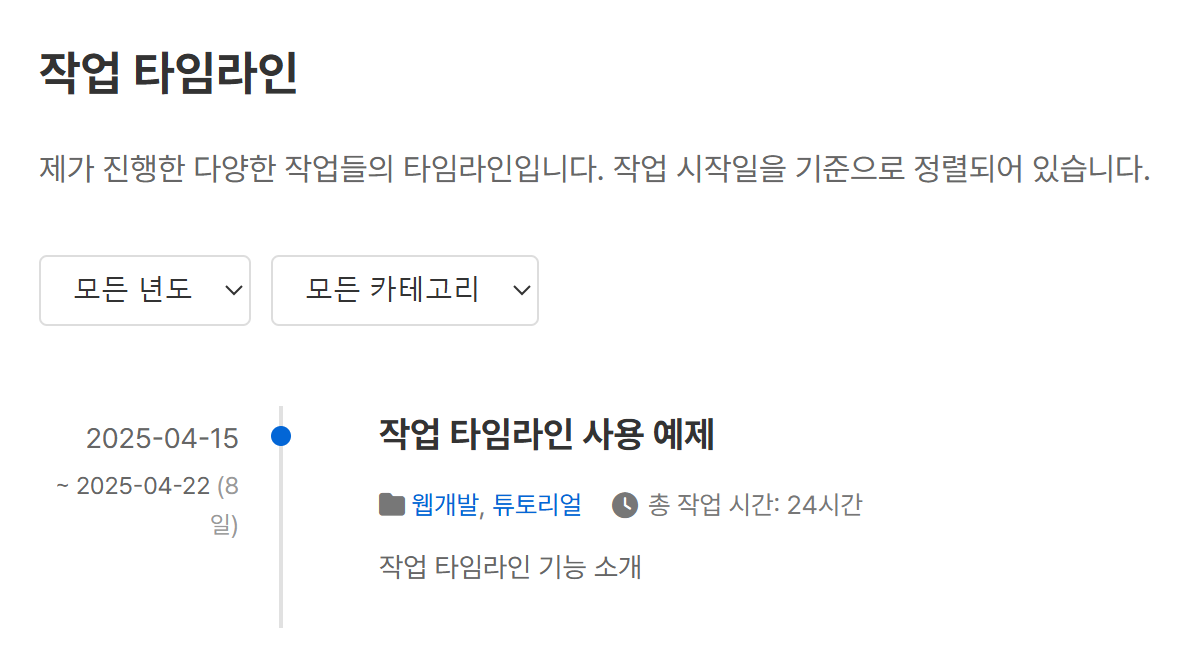 작업 타임라인
제가 진행한 다양한 작업들의 타임라인입니다. 작업 시작일을 기준으로 정렬되어 있습니다.
모든 년도
모든 카테고리
2025-04-15
~ 2025-04-22 (8
일)
작업 타임라인 사용 예제
웹개발, 튜토리얼 총 작업 시간: 24시간
작업 타임라인 기능 소개